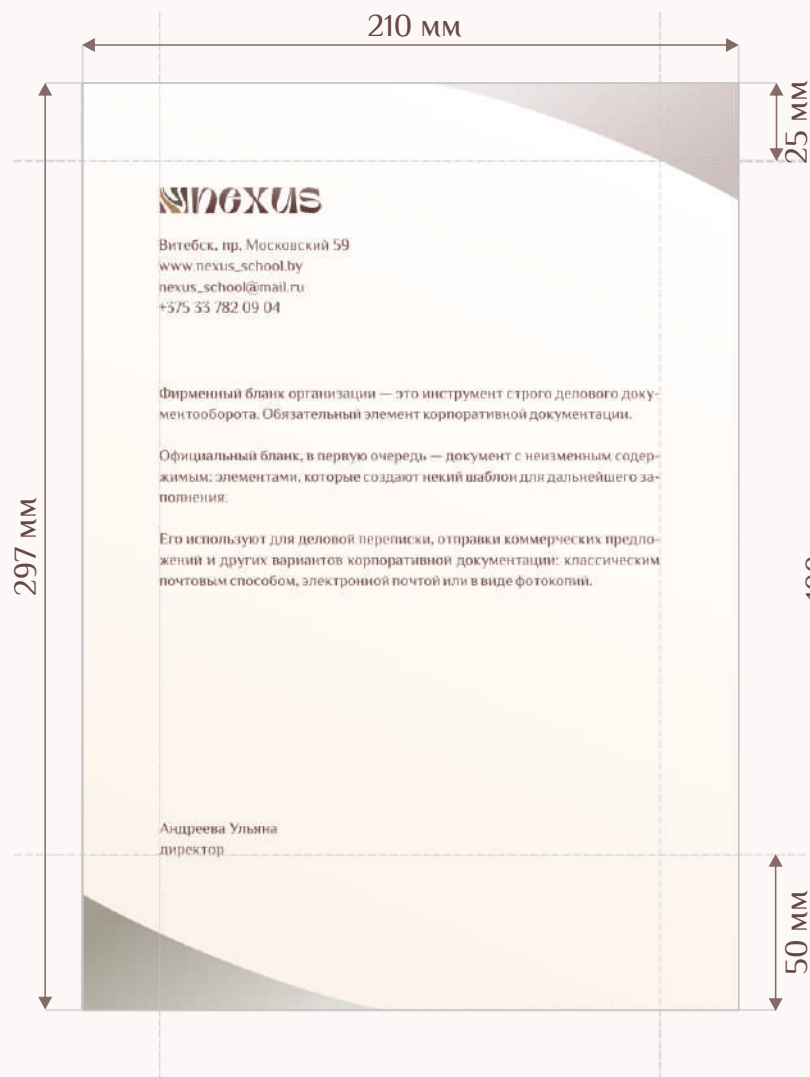 210 мм
25 мм
nexus
Витебск, пр. Московский 59
www.nexus_school.by
nexus_school@mail.ru
+375 33 782 09 04
Фирменный бланк организации — это инструмент строго делового доку-
ментооборота. Обязательный элемент корпоративной документации.
Официальный бланк, в первую очередь — документ с неизменным содер-
жимым: элементами, которые создают некий шаблон для дальнейшего за-
полнения.
297 мм
Его используют для деловой переписки, отправки коммерческих предло-
жений и других вариантов корпоративной документации: классическим
почтовым способом, электронной почтой или в виде фотокопий.
Андреева Ульяна
директор
50 мм